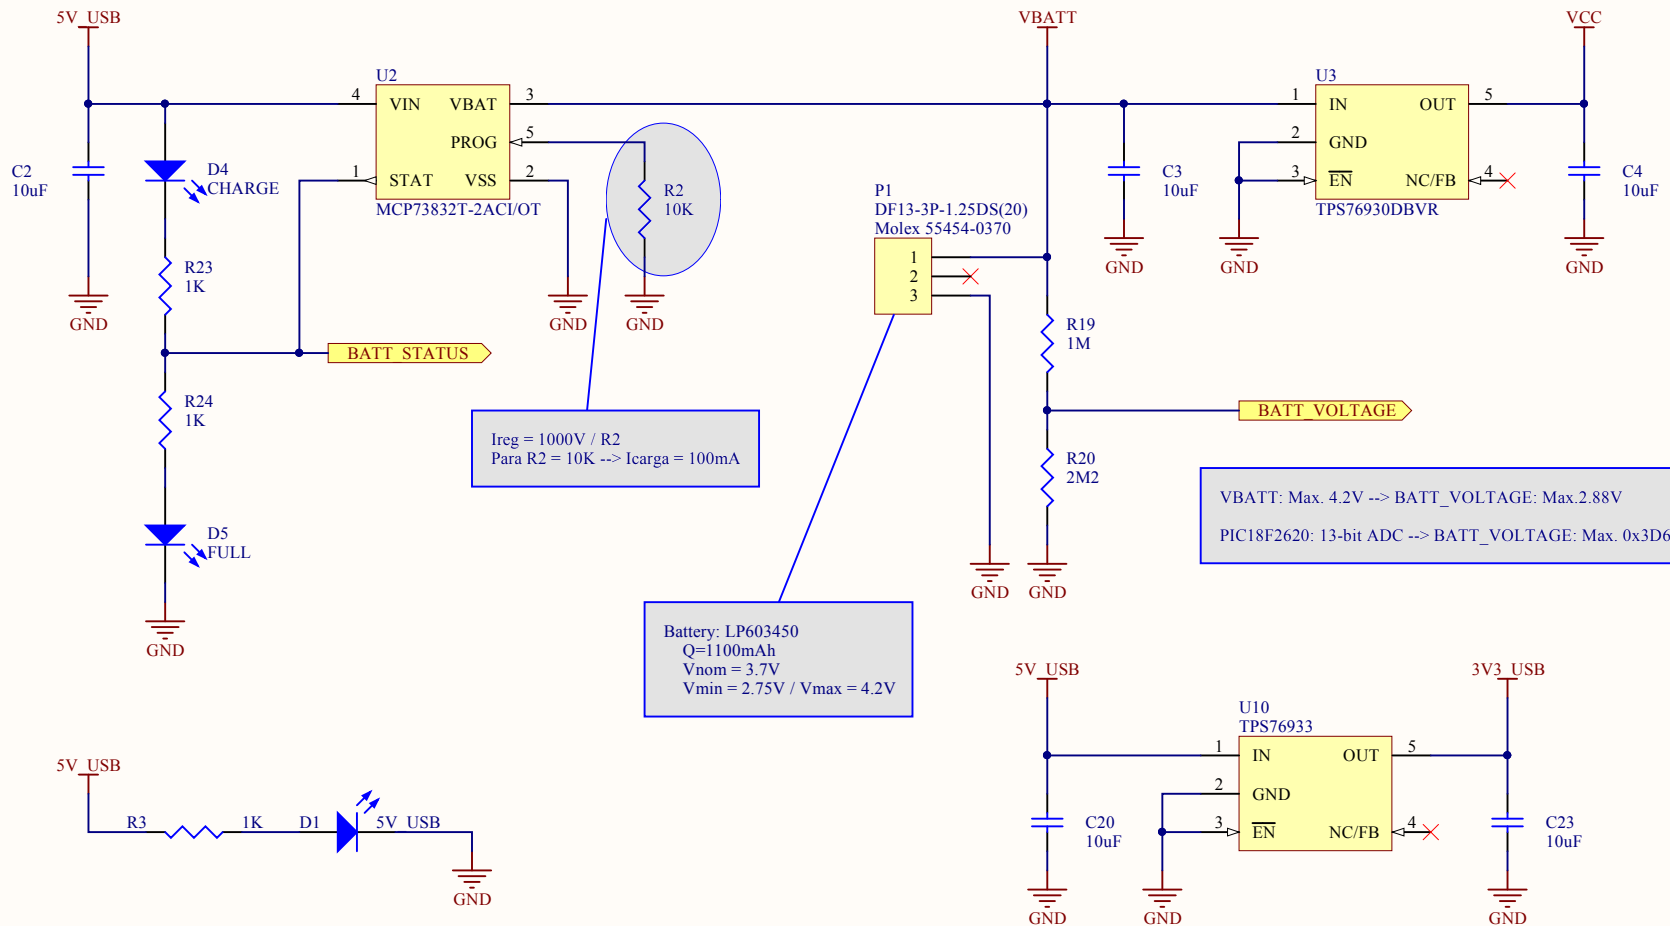 5V_USB
VBATT
VCC
U2
U3
4
VIN
VBAT
3
1
IN
OUT
5
PROG
5
2
GND
C2
10uF
D4
CHARGE
1
STAT
VSS
2
R2
10K
C3
10uF
3
EN
NC/FB
4
C4
10uF
MCP73832T-2ACI/OT
TPS76930DBVR
P1
DF13-3P-1.25DS(20)
Molex 55454-0370
1
2
3
R23
1K
GND
GND
GND
GND
GND
GND
R19
1M
BATT_STATUS
R24
1K
BATT_VOLTAGE
Ireg = 1000V / R2
Para R2 = 10K --> Icarga = 100mA
R20
2M2
VBATT: Max. 4.2V --> BATT_VOLTAGE: Max.2.88V
PIC18F2620: 13-bit ADC --> BATT_VOLTAGE: Max. 0x3D6
D5
FULL
GND
GND
GND
Battery: LP603450
Q=1100mAh
Vnom = 3.7V
Vmin = 2.75V / Vmax = 4.2V
5V_USB
3V3_USB
U10
TPS76933
1
IN
OUT
5
2
GND
3
EN
NC/FB
4
C20
10uF
C23
10uF
GND
GND
GND
5V_USB
R3
1K
D1
5V_USB
GND